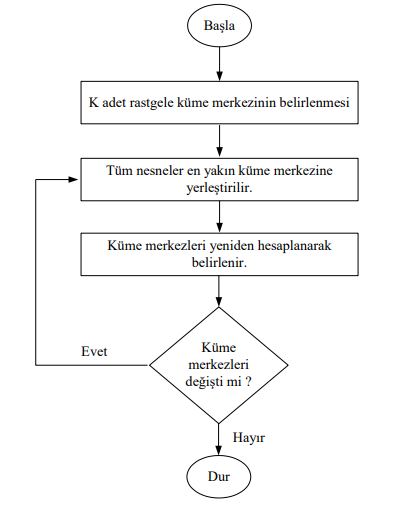 Başla
K adet rastgele küme merkezinin belirlenmesi
Tüm nesneler en yakın küme merkezine
yerleştirilir.
Küme merkezleri yeniden hesaplanarak
belirlenir.
Küme
merkezleri
değişti mi ?
Evet
Hayır
Dur